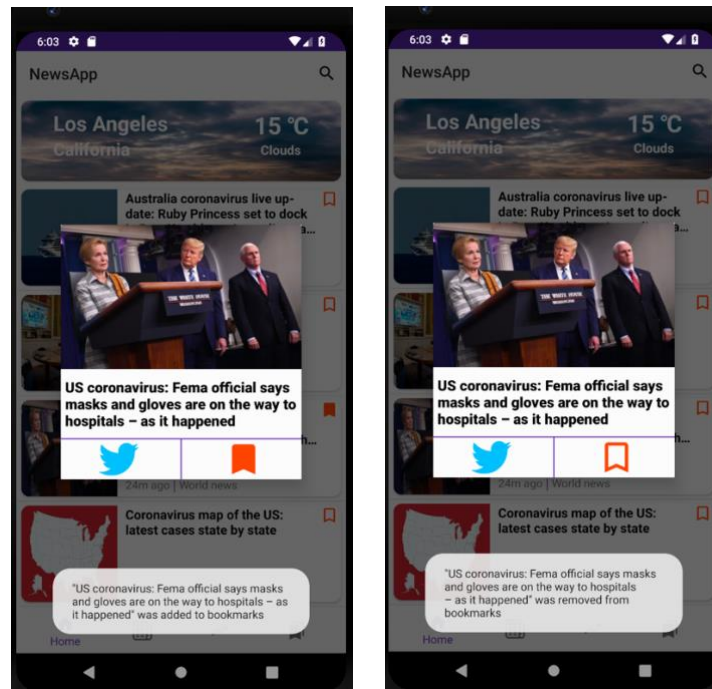 6:03
NewsApp
Los Angeles
California
15 °C
Clouds
Australia coronavirus live up-
date: Ruby Princess set to dock
a...
THE WHITE HOUSE
US coronavirus: Fema official says
masks and gloves are on the way to
hospitals – as it happened
h...
24m ago | World news
Coronavirus map of the US:
latest cases state by state
"US coronavirus: Fema official says masks
and gloves are on the way to hospitals – as
it happened" was added to bookmarks
Home
6:03
NewsApp
Los Angeles
California
15 °C
Clouds
Australia coronavirus live up-
date: Ruby Princess set to dock
a...
THE WHITE HOUSE
US coronavirus: Fema official says
masks and gloves are on the way to
hospitals – as it happened
h...
24m ago | World news
Coronavirus map of the US:
latest cases state by state
"US coronavirus: Fema official says masks
and gloves are on the way to hospitals
– as it happened" was removed from
bookmarks
Home